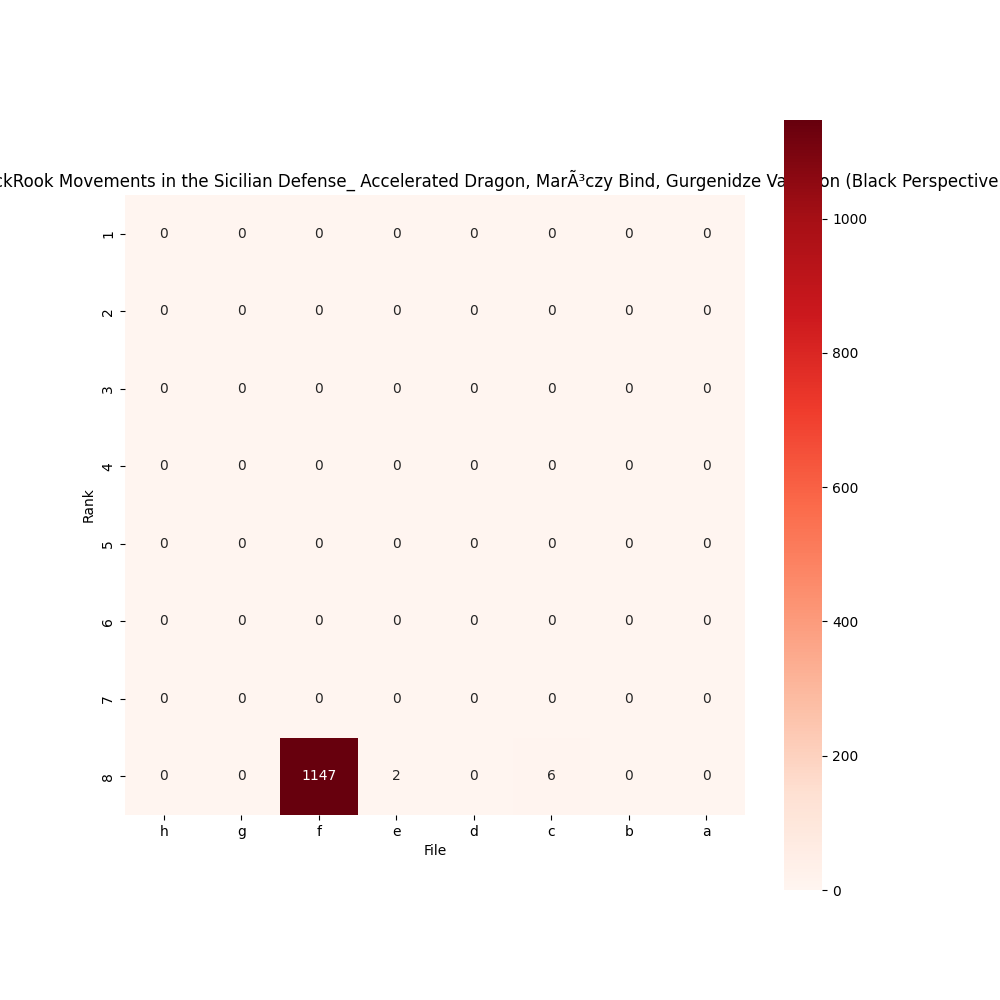 ckRook Movements in the Sicilian Defense_ Accelerated Dragon, MarÃ³czy Bind, Gurgenidze Va on (Black Perspective
1 0 0 0 0 0 0 0 0
2 0 0 0 0 0 0 0 0
3 0 0 0 0 0 0 0 0
4 0 0 0 0 0 0 0 0
5 0 0 0 0 0 0 0 0
6 0 0 0 0 0 0 0 0
7 0 0 0 0 0 0 0 0
8 0 0 1147 2 0 6 0 0
h g f e d c b a
File
Rank
1000
800
600
400
200
0